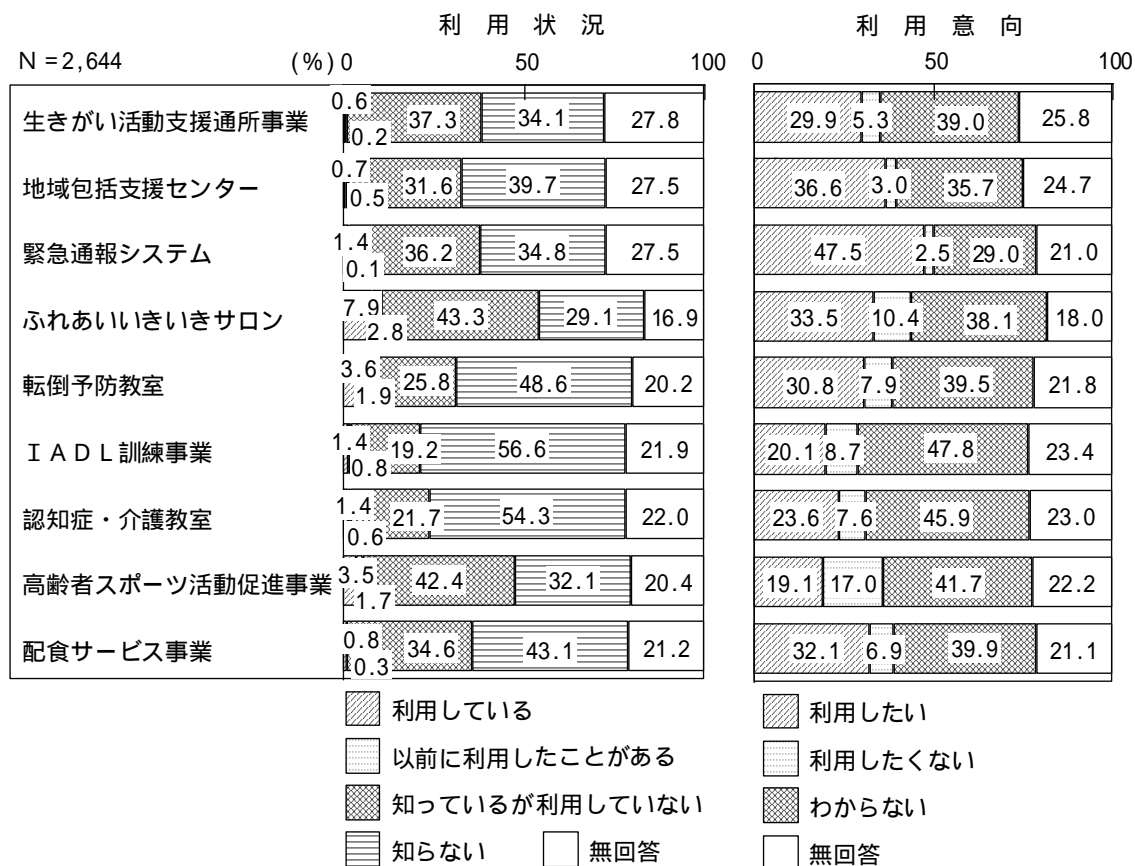 利用状況 利用意向
N=2,644 (%) 0 50 100 0 50 100
生きがい活動支援通所事業 0.6 0.2 37.3 34.1 27.8 29.9 5.3 39.0 25.8
地域包括支援センター 0.7 0.5 31.6 39.7 27.5 36.6 3.0 35.7 24.7
緊急通報システム 1.4 0.1 36.2 34.8 27.5 47.5 2.5 29.0 21.0
ふれあいいきいきサロン 7.9 2.8 43.3 29.1 16.9 33.5 10.4 38.1 18.0
転倒予防教室 3.6 1.9 25.8 48.6 20.2 30.8 7.9 39.5 21.8
IADL訓練事業 1.4 0.8 19.2 56.6 21.9 20.1 8.7 47.8 23.4
認知症・介護教室 1.4 0.6 21.7 54.3 22.0 23.6 7.6 45.9 23.0
高齢者スポーツ活動促進事業 3.5 1.7 42.4 32.1 20.4 19.1 17.0 41.7 22.2
配食サービス事業 0.8 0.3 34.6 43.1 21.2 32.1 6.9 39.9 21.1
利用している 利用したい
以前に利用したことがある 利用したくない
知っているが利用していない わからない
知らない 無回答 無回答